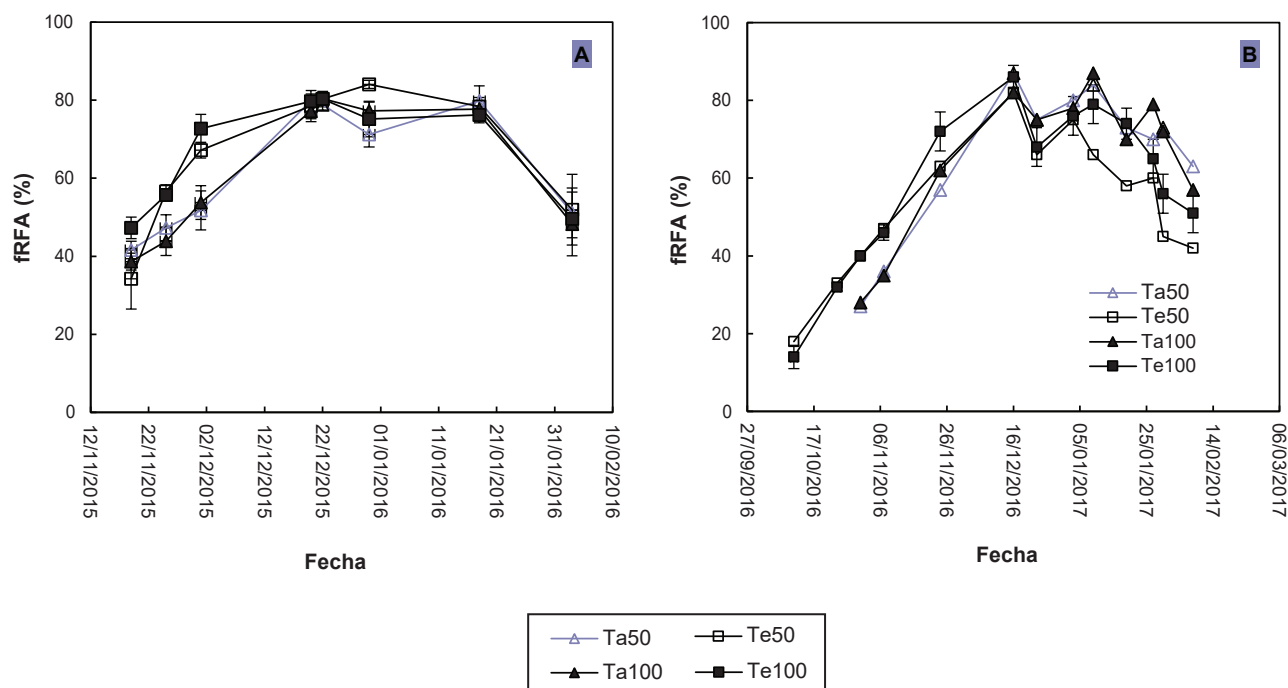 A
fRFA (%)
100
80
60
40
20
0
12/11/2015
22/11/2015
02/12/2015
12/12/2015
22/12/2015
01/01/2016
11/01/2016
21/01/2016
31/01/2016
10/02/2016
Fecha
B
fRFA (%)
100
80
60
40
20
0
Ta50
Te50
Ta100
Te100
27/09/2016
17/10/2016
06/11/2016
26/11/2016
16/12/2016
05/01/2017
25/01/2017
14/02/2017
06/03/2017
Fecha
Ta50 Te50
Ta100 Te100